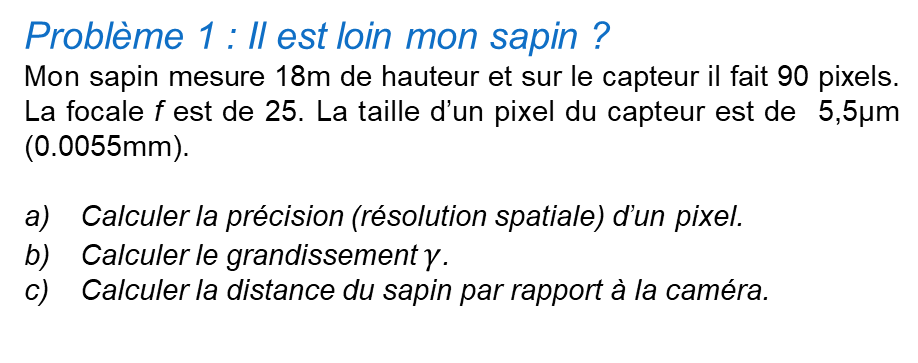 Problème 1 : Il est loin mon sapin ?
Mon sapin mesure 18m de hauteur et sur le capteur il fait 90 pixels.
La focale f est de 25. La taille d’un pixel du capteur est de 5,5µm
(0.0055mm).
a) Calculer la précision (résolution spatiale) d’un pixel.
b) Calculer le grandissement γ.
c) Calculer la distance du sapin par rapport à la caméra.